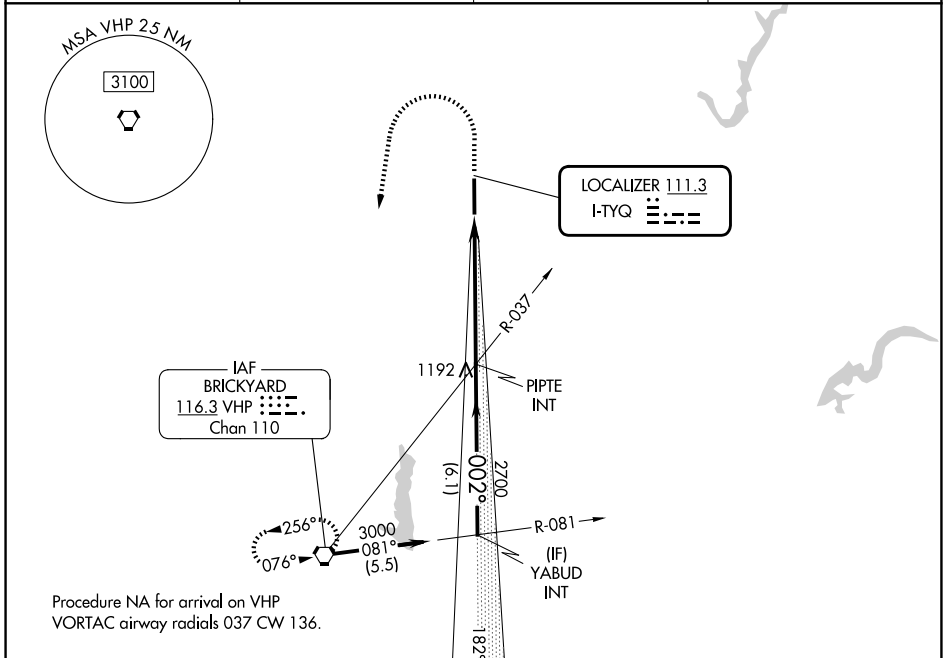 MSA VHP 25 NM
3100
LOCALIZER 111.3
I-TYQ
R-037
1192
PIPTE
INT
IAF
BRICKYARD
116.3 VHP
Chan 110
(6.1)
002°
2700
R-081
256°
076°
3000
081°
(5.5)
(IF)
YABUD
INT
182°
Procedure NA for arrival on VHP
VORTAC airway radials 037 CW 136.